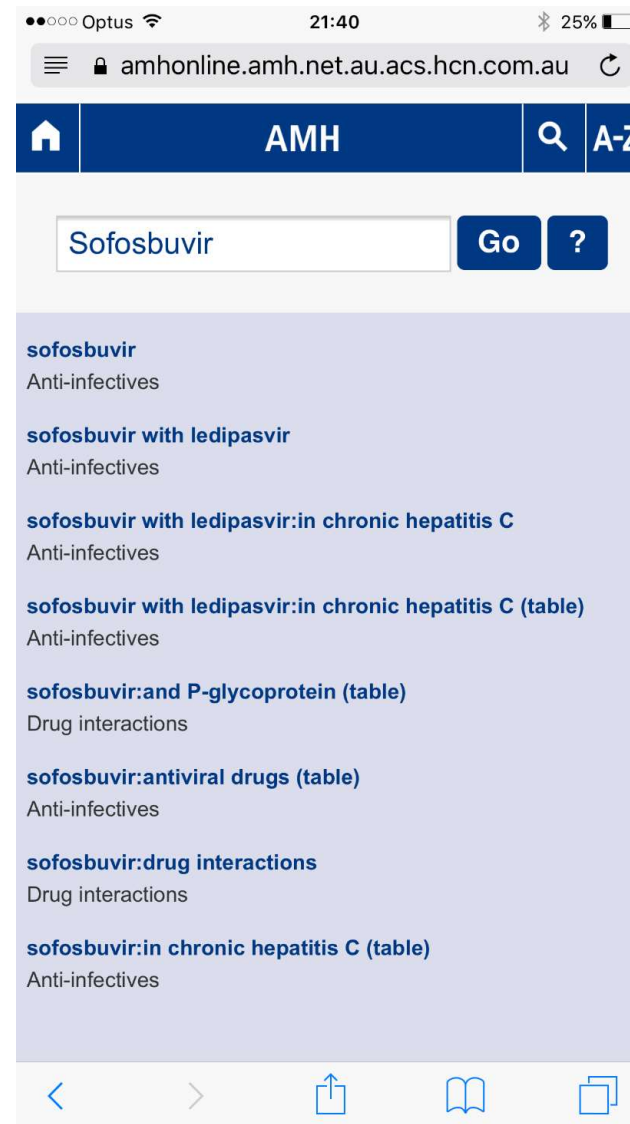 Optus 21:40 25%
amhonline.amh.net.au.acs.hcn.com.au
AMH A-Z
Sofosbuvir Go ?
sofosbuvir
Anti-infectives
sofosbuvir with ledipasvir
Anti-infectives
sofosbuvir with ledipasvir:in chronic hepatitis C
Anti-infectives
sofosbuvir with ledipasvir:in chronic hepatitis C (table)
Anti-infectives
sofosbuvir:and P-glycoprotein (table)
Drug interactions
sofosbuvir:antiviral drugs (table)
Anti-infectives
sofosbuvir:drug interactions
Drug interactions
sofosbuvir:in chronic hepatitis C (table)
Anti-infectives